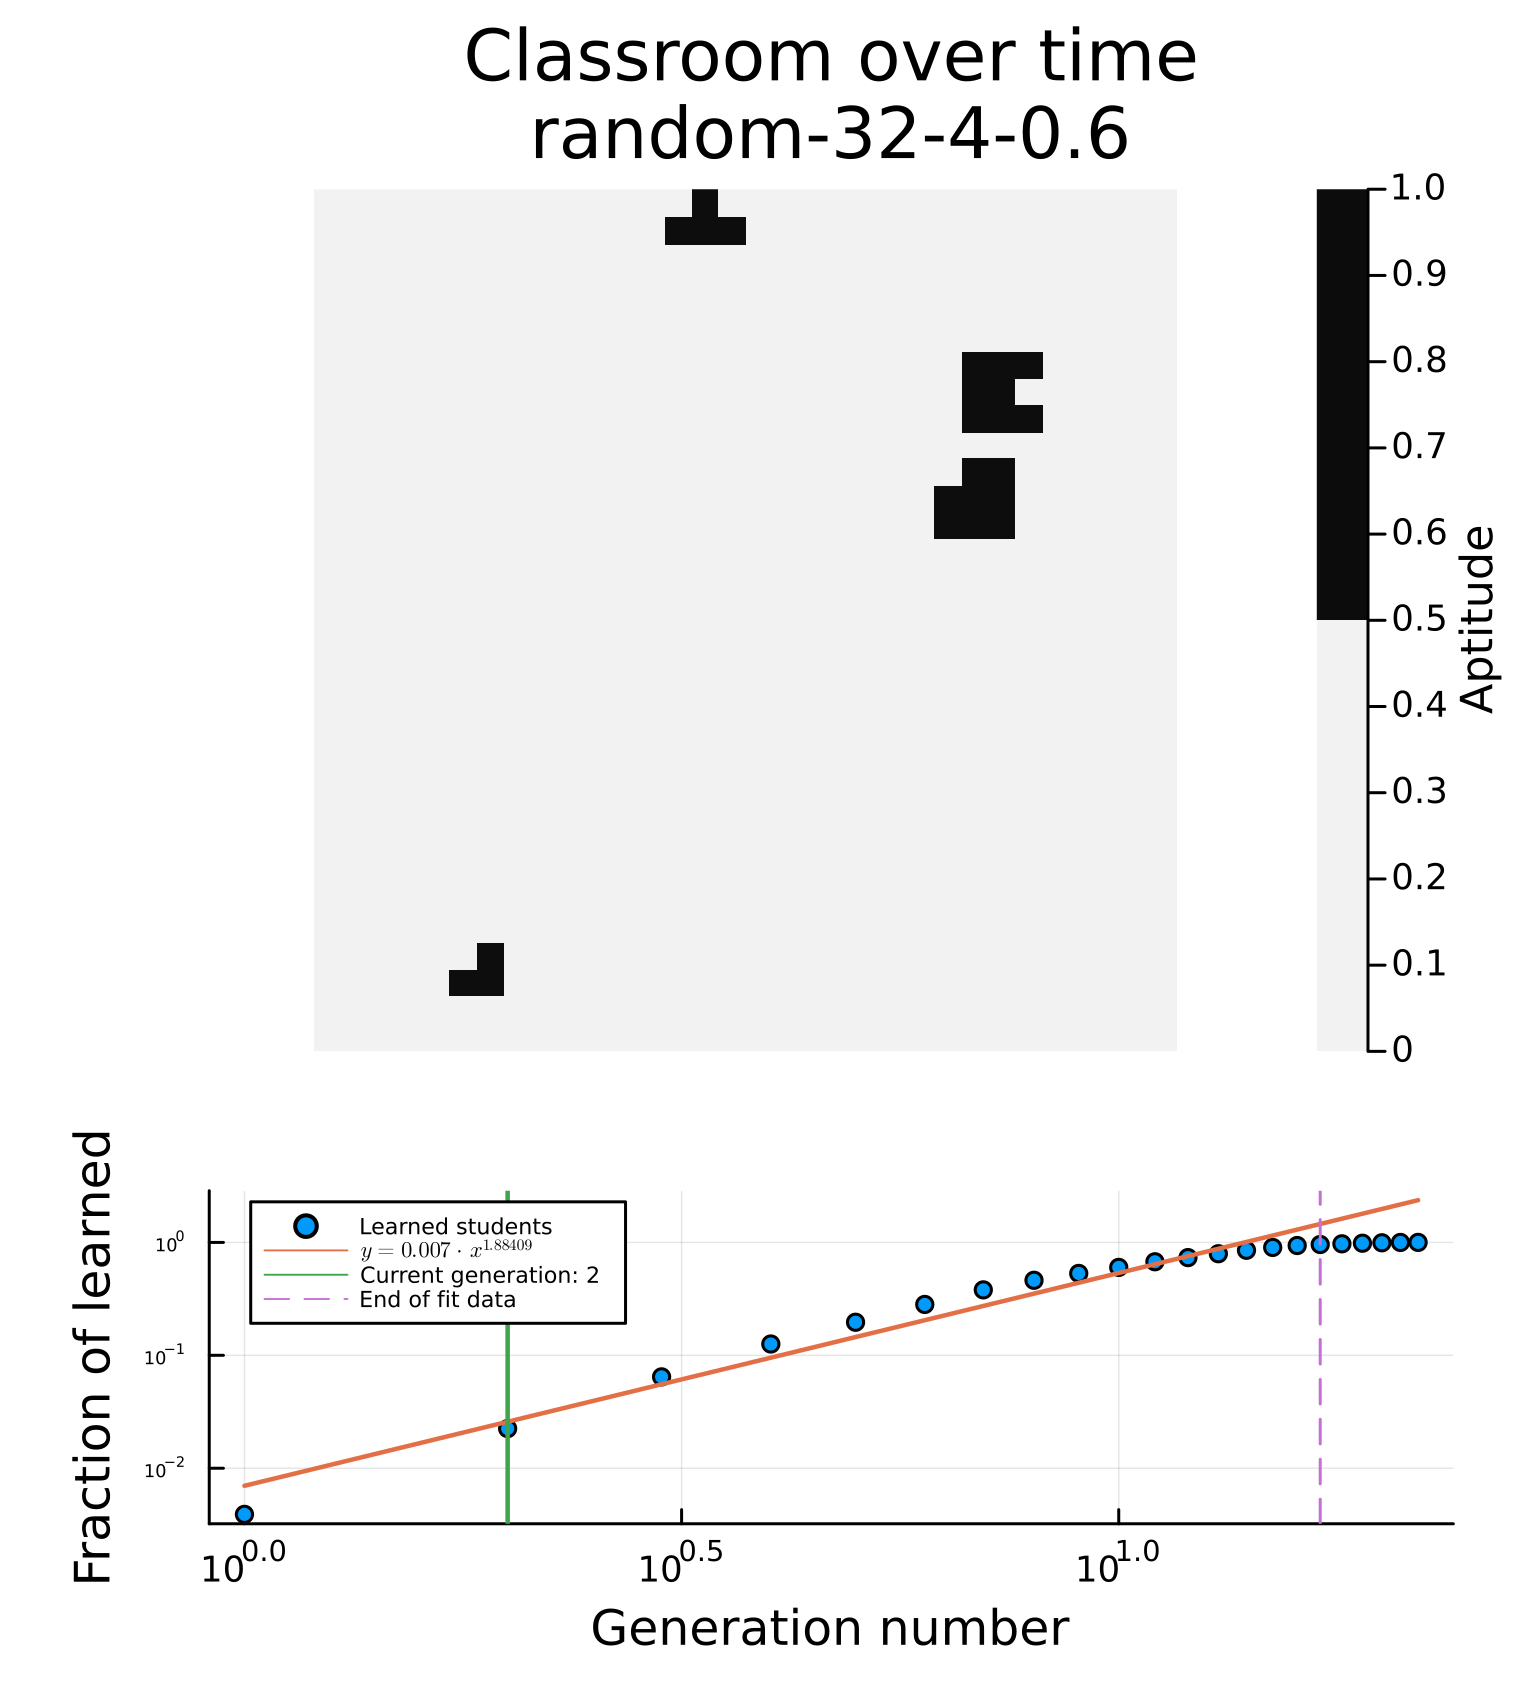 Classroom over time
random-32-4-0.6
1.0
0.9
0.8
0.7
0.6
0.5
0.4
0.3
0.2
0.1
0
Aptitude
Fraction of learned
10⁰
10⁻¹
10⁻²
Learned students
y = 0.007 · x^1.88409
Current generation: 2
End of fit data
10^0.0
10^0.5
10^1.0
Generation number